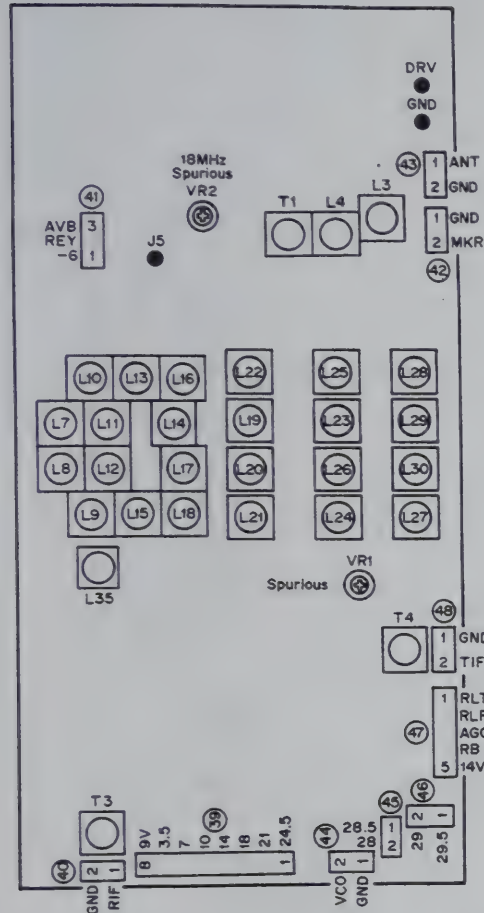 DRV
GND
18MHz
Spurious
VR2
43
1 ANT
2 GND
T1
L4
L3
41
AVB 3
REY
-6 1
J5
1 GND
2 MKR
42
L10 L13 L16
L22
L25
L28
L7 L11 L14
L19
L23
L29
L8 L12 L17
L20
L26
L30
L9 L15 L18
L21
L24
L27
L35
Spurious
VR1
T4
48
1 GND
2 TIF
47
1 RLT
RLF
AGC
RB
5 14V
T3
39
9V
3.5
7
10
14
18
21
24.5
8 1
40
2 1
GND
RIF
44
2 1
VCO
GND
45
28.5 1
28 2
46
2 1
29
29.5